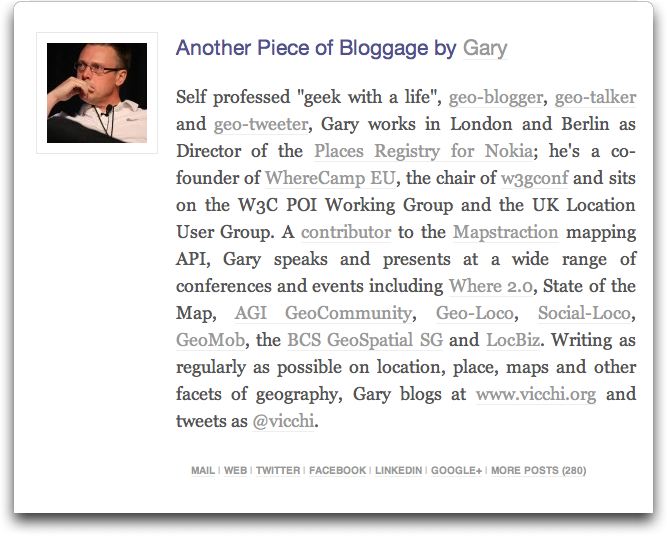 Another Piece of Bloggage by Gary
Self professed "geek with a life", geo-blogger, geo-talker
and geo-tweeter, Gary works in London and Berlin as
Director of the Places Registry for Nokia; he's a co-
founder of WhereCamp EU, the chair of w3gconf and sits
on the W3C POI Working Group and the UK Location
User Group. A contributor to the Mapstraction mapping
API, Gary speaks and presents at a wide range of
conferences and events including Where 2.0, State of the
Map, AGI GeoCommunity, Geo-Loco, Social-Loco,
GeoMob, the BCS GeoSpatial SG and LocBiz. Writing as
regularly as possible on location, place, maps and other
facets of geography, Gary blogs at www.vicchi.org and
tweets as @vicchi.
MAIL | WEB | TWITTER | FACEBOOK | LINKEDIN | GOOGLE+ | MORE POSTS (280)